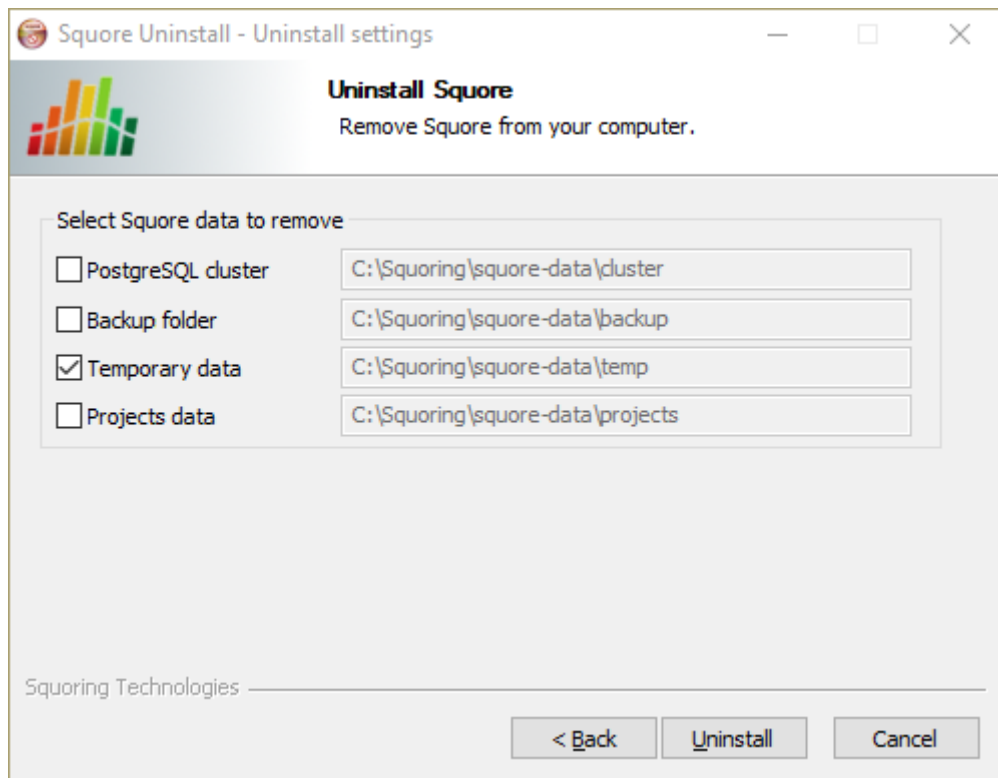 Squore Uninstall - Uninstall settings
Uninstall Squore
Remove Squore from your computer.
Select Squore data to remove
PostgreSQL cluster C:\Squoring\squore-data\cluster
Backup folder C:\Squoring\squore-data\backup
Temporary data C:\Squoring\squore-data\temp
Projects data C:\Squoring\squore-data\projects
Squoring Technologies
< Back Uninstall Cancel